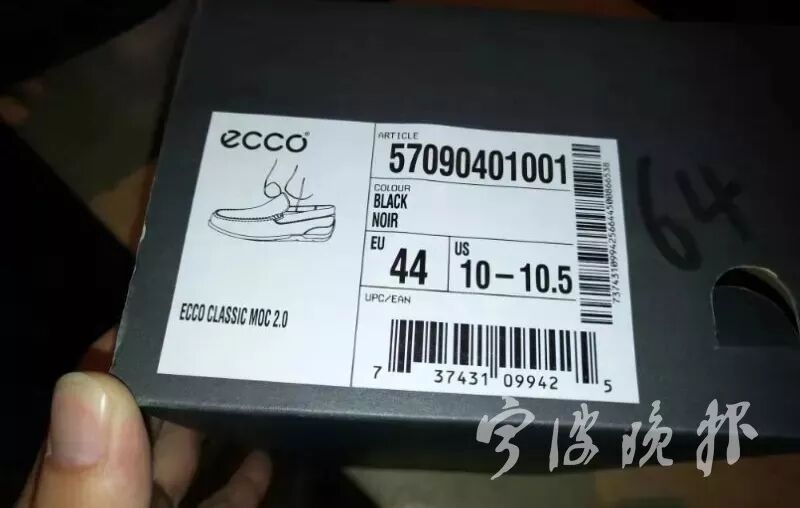 ecco
64
ECCO CLASSIC MOC 2.0
ARTICLE
57090401001
COLOUR
BLACK
NOIR
EU
44
US
10-10.5
UPC/EAN
7 37431 09942 5
64
宁波晚报